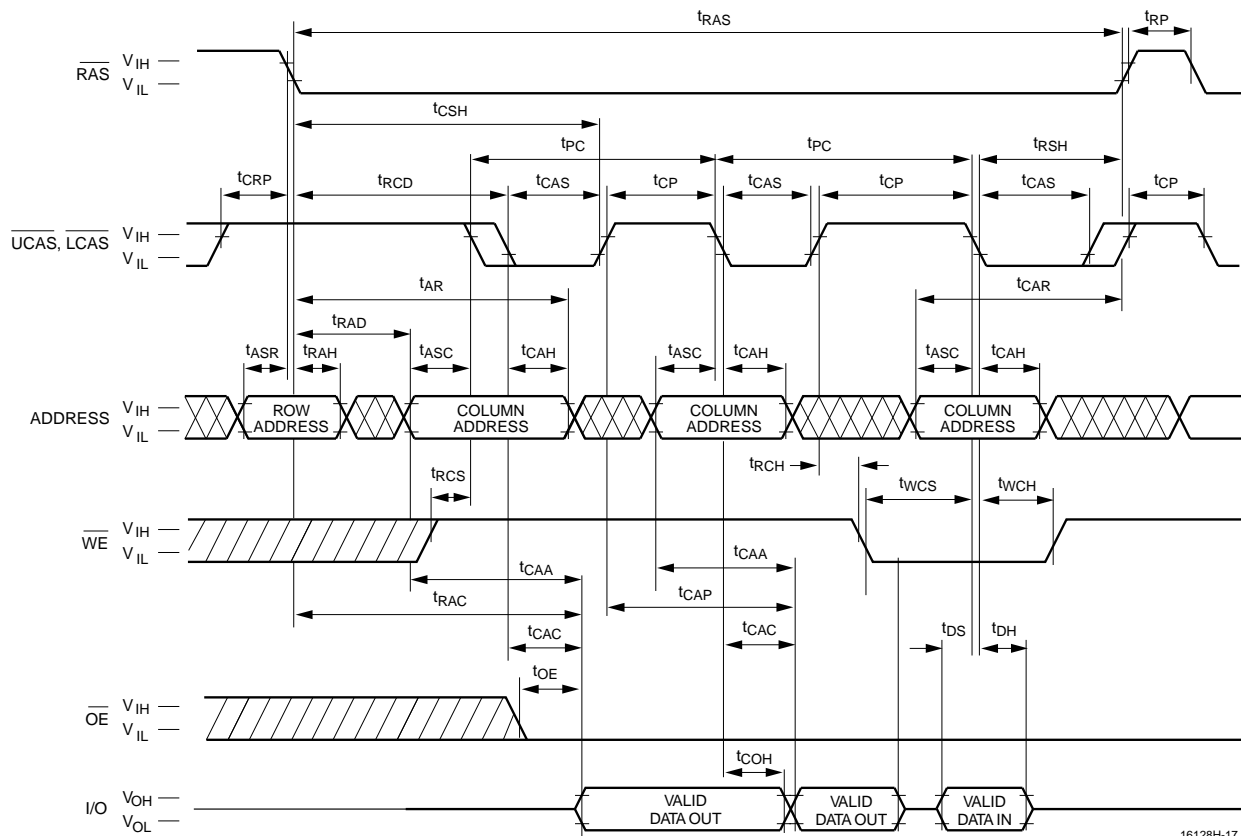 tRAS
tRP
RAS
VIH
VIL
tCSH
tPC
tPC
tRSH
tCRP
tRCD
tCAS
tCP
tCAS
tCP
tCAS
tCP
UCAS, LCAS
VIH
VIL
tAR
tCAR
tRAD
tASR
tRAH
tASC
tCAH
tASC
tCAH
tASC
tCAH
ADDRESS
VIH
VIL
ROW
ADDRESS
COLUMN
ADDRESS
COLUMN
ADDRESS
COLUMN
ADDRESS
tRCH
tRCS
tWCS
tWCH
WE
VIH
VIL
tCAA
tCAA
tRAC
tCAP
tCAC
tCAC
tDS
tDH
tOE
OE
VIH
VIL
tCOH
I/O
VOH
VOL
VALID
DATA OUT
VALID
DATA OUT
VALID
DATA IN
16128H-17